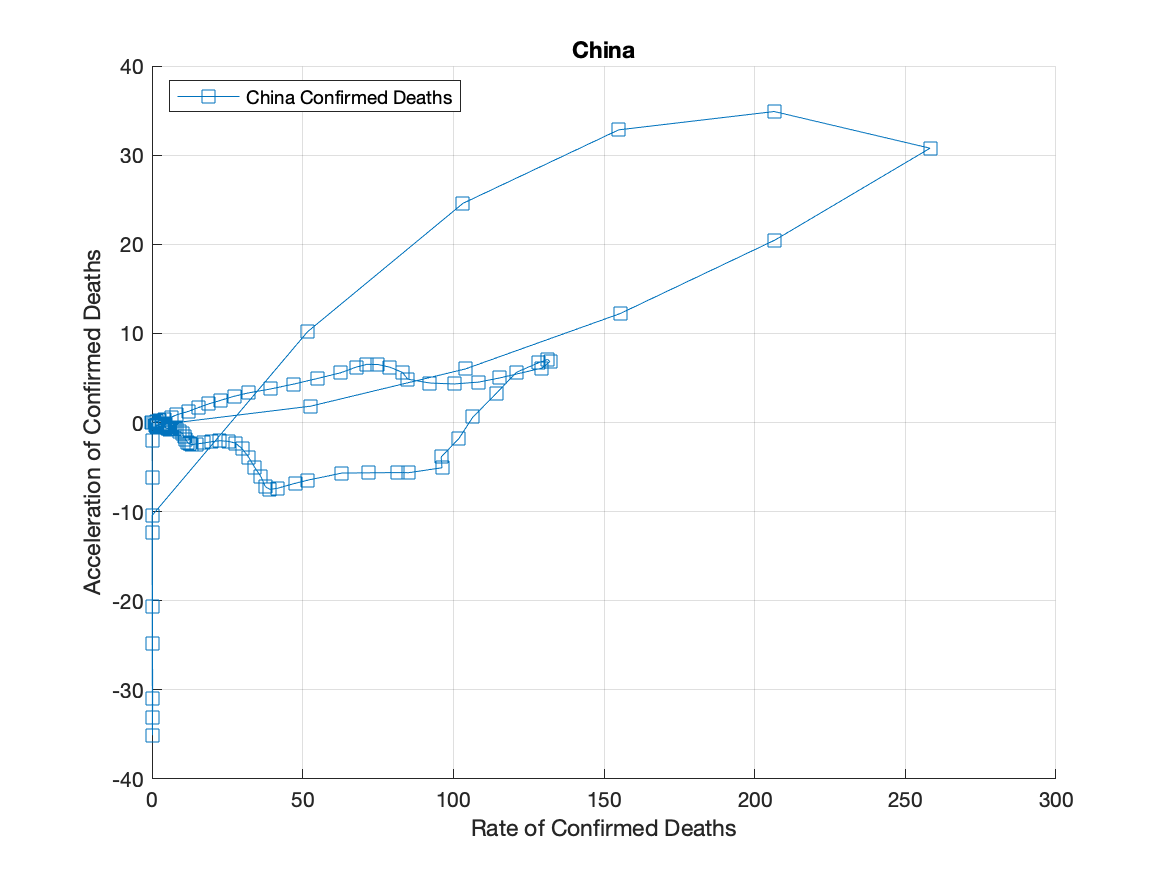 China
China Confirmed Deaths
40
30
20
10
0
-10
-20
-30
-40
Acceleration of Confirmed Deaths
0 50 100 150 200 250 300
Rate of Confirmed Deaths